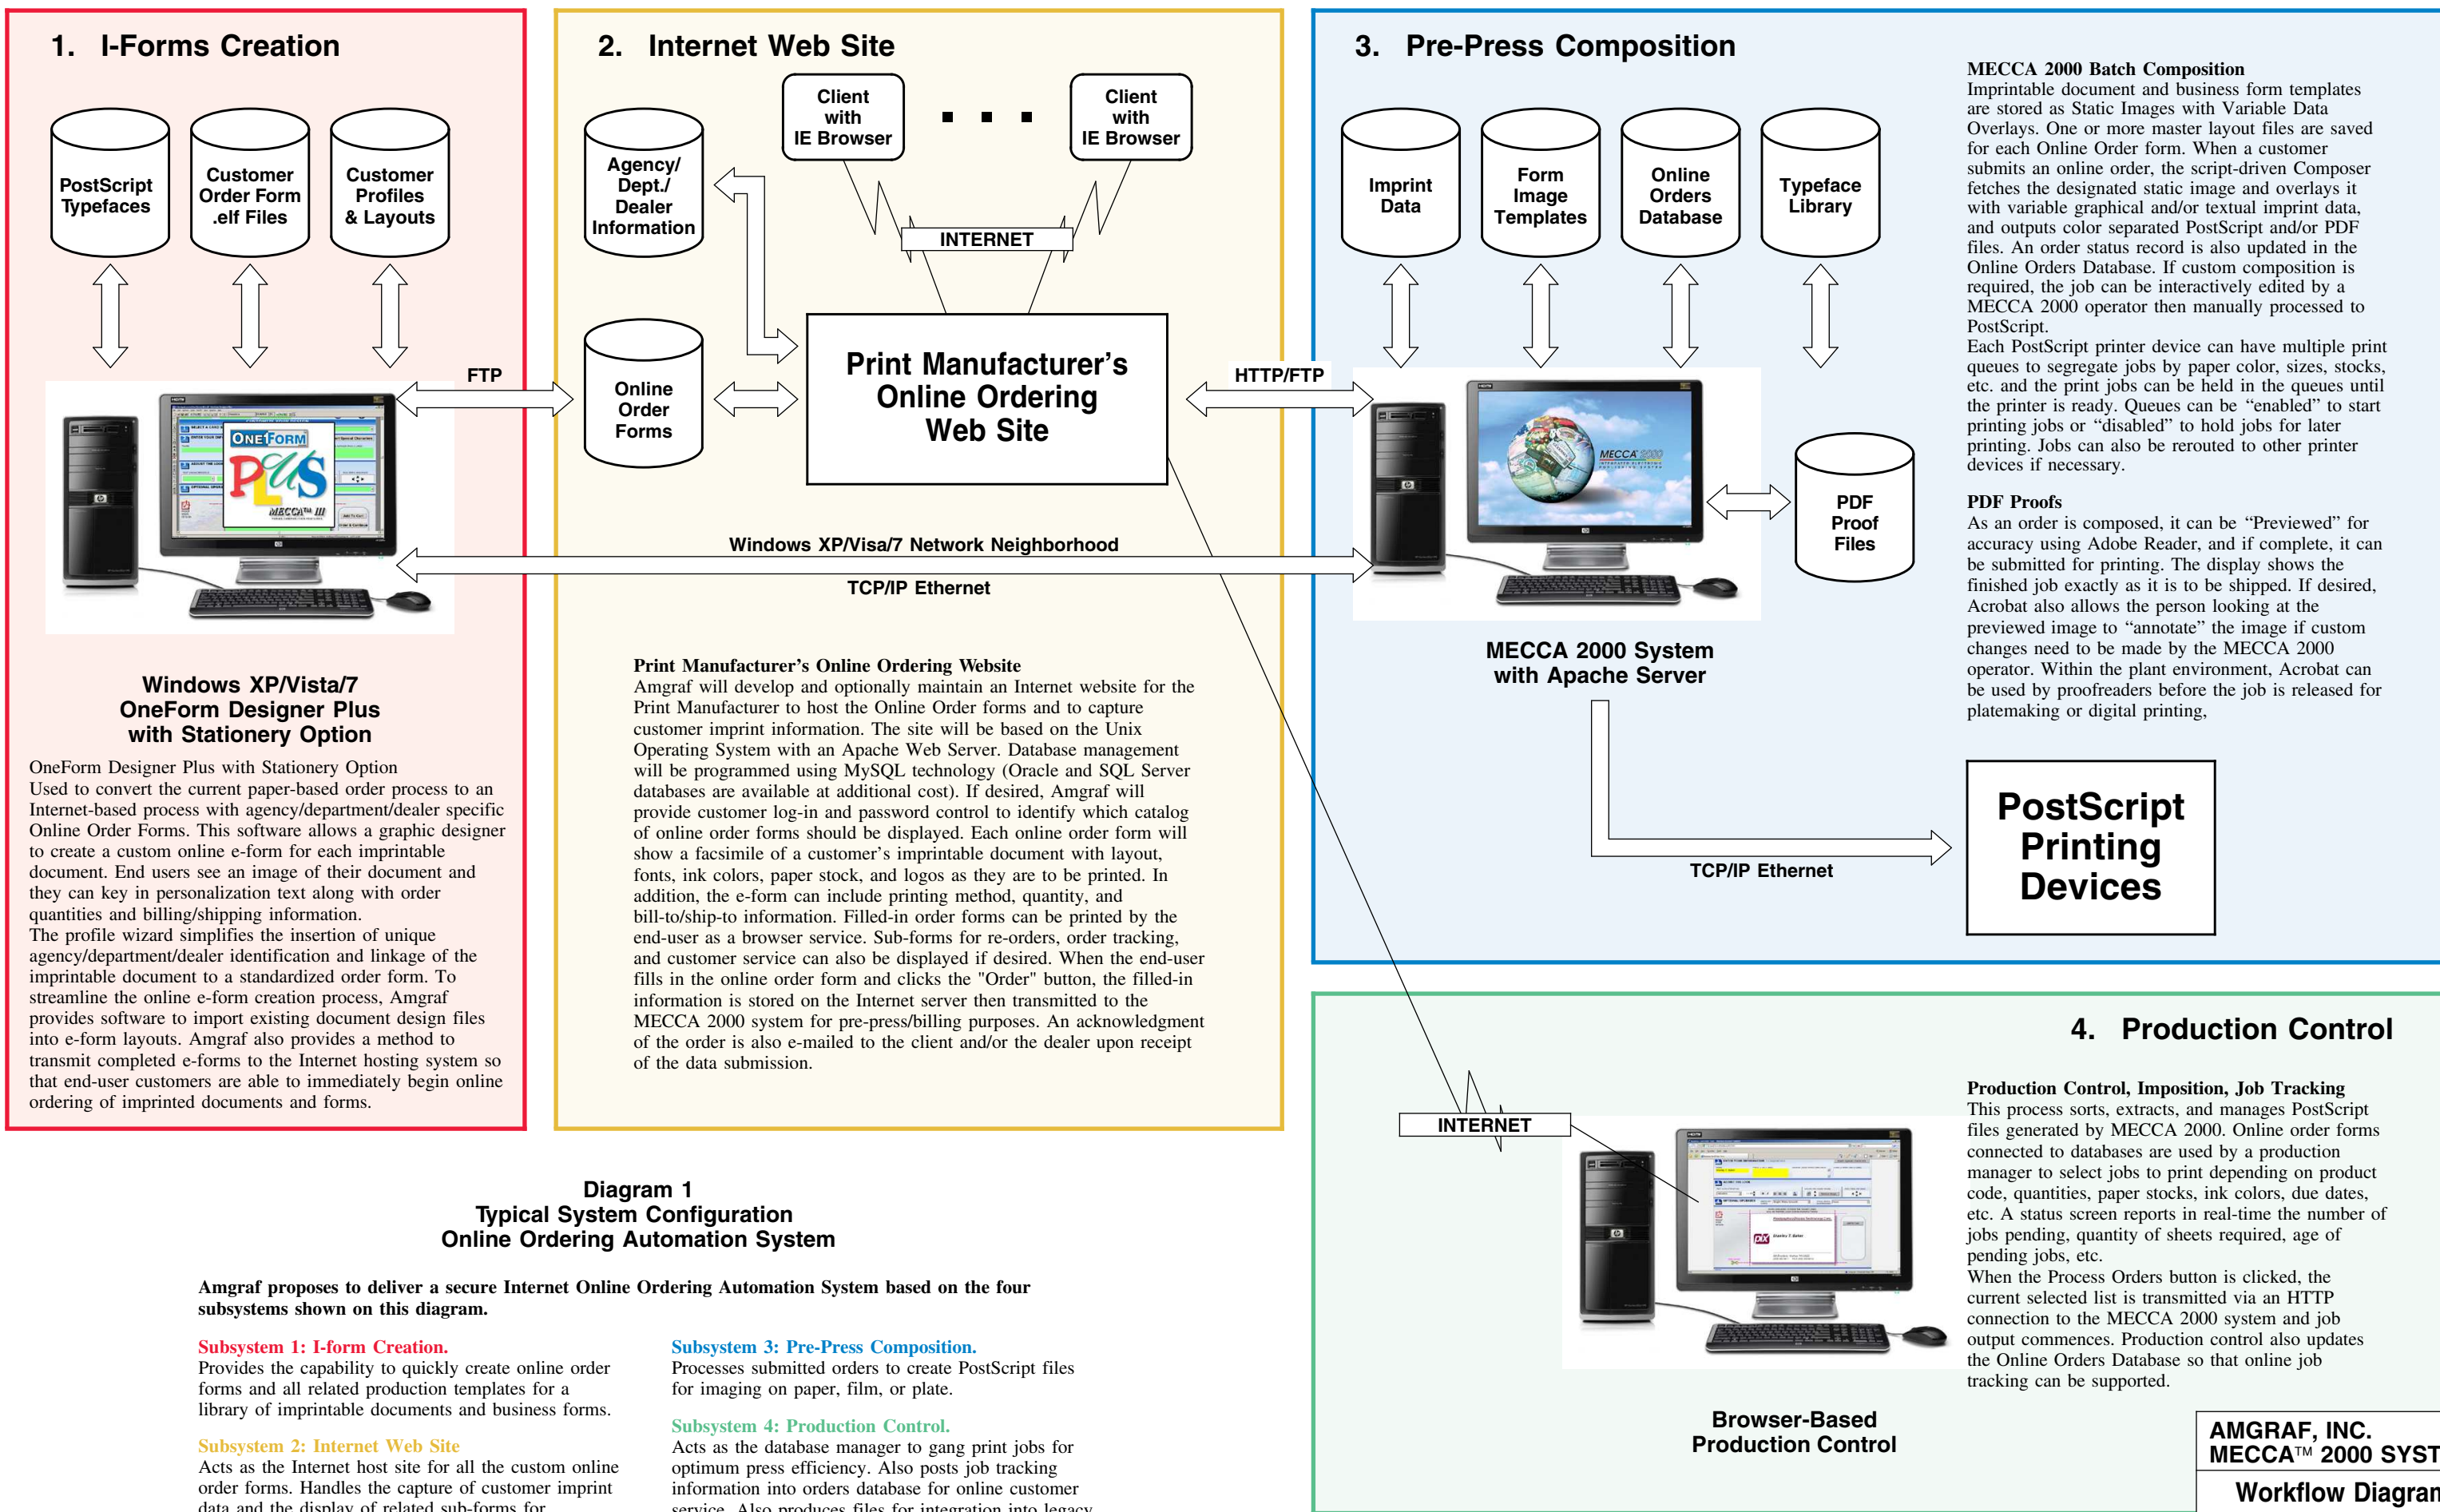 1. I-Forms Creation
PostScript
Typefaces
Customer
Order Form
.elf Files
Customer
Profiles
& Layouts
FTP
ONE FORM
PLUS
MECCA™ III
Windows XP/Vista/7
OneForm Designer Plus
with Stationery Option
OneForm Designer Plus with Stationery Option
Used to convert the current paper-based order process to an
Internet-based process with agency/department/dealer specific
Online Order Forms. This software allows a graphic designer
to create a custom online e-form for each imprintable
document. End users see an image of their document and
they can key in personalization text along with order
quantities and billing/shipping information.
The profile wizard simplifies the insertion of unique
agency/department/dealer identification and linkage of the
imprintable document to a standardized order form. To
streamline the online e-form creation process, Amgraf
provides software to import existing document design files
into e-form layouts. Amgraf also provides a method to
transmit completed e-forms to the Internet hosting system so
that end-user customers are able to immediately begin online
ordering of imprinted documents and forms.
2. Internet Web Site
Client
with
IE Browser
Client
with
IE Browser
Agency/
Dept./
Dealer
Information
INTERNET
Online
Order
Forms
Print Manufacturer's
Online Ordering
Web Site
HTTP/FTP
Windows XP/Visa/7 Network Neighborhood
TCP/IP Ethernet
Print Manufacturer's Online Ordering Website
Amgraf will develop and optionally maintain an Internet website for the
Print Manufacturer to host the Online Order forms and to capture
customer imprint information. The site will be based on the Unix
Operating System with an Apache Web Server. Database management
will be programmed using MySQL technology (Oracle and SQL Server
databases are available at additional cost). If desired, Amgraf will
provide customer log-in and password control to identify which catalog
of online order forms should be displayed. Each online order form will
show a facsimile of a customer's imprintable document with layout,
fonts, ink colors, paper stock, and logos as they are to be printed. In
addition, the e-form can include printing method, quantity, and
bill-to/ship-to information. Filled-in order forms can be printed by the
end-user as a browser service. Sub-forms for re-orders, order tracking,
and customer service can also be displayed if desired. When the end-user
fills in the online order form and clicks the "Order" button, the filled-in
information is stored on the Internet server then transmitted to the
MECCA 2000 system for pre-press/billing purposes. An acknowledgment
of the order is also e-mailed to the client and/or the dealer upon receipt
of the data submission.
3. Pre-Press Composition
Imprint
Data
Form
Image
Templates
Online
Orders
Database
Typeface
Library
MECCA 2000
PDF
Proof
Files
MECCA 2000 System
with Apache Server
TCP/IP Ethernet
PostScript
Printing
Devices
MECCA 2000 Batch Composition
Imprintable document and business form templates
are stored as Static Images with Variable Data
Overlays. One or more master layout files are saved
for each Online Order form. When a customer
submits an online order, the script-driven Composer
fetches the designated static image and overlays it
with variable graphical and/or textual imprint data,
and outputs color separated PostScript and/or PDF
files. An order status record is also updated in the
Online Orders Database. If custom composition is
required, the job can be interactively edited by a
MECCA 2000 operator then manually processed to
PostScript.
Each PostScript printer device can have multiple print
queues to segregate jobs by paper color, sizes, stocks,
etc. and the print jobs can be held in the queues until
the printer is ready. Queues can be “enabled” to start
printing jobs or “disabled” to hold jobs for later
printing. Jobs can also be rerouted to other printer
devices if necessary.
PDF Proofs
As an order is composed, it can be “Previewed” for
accuracy using Adobe Reader, and if complete, it can
be submitted for printing. The display shows the
finished job exactly as it is to be shipped. If desired,
Acrobat also allows the person looking at the
previewed image to “annotate” the image if custom
changes need to be made by the MECCA 2000
operator. Within the plant environment, Acrobat can
be used by proofreaders before the job is released for
platemaking or digital printing,
4. Production Control
INTERNET
Browser-Based
Production Control
Production Control, Imposition, Job Tracking
This process sorts, extracts, and manages PostScript
files generated by MECCA 2000. Online order forms
connected to databases are used by a production
manager to select jobs to print depending on product
code, quantities, paper stocks, ink colors, due dates,
etc. A status screen reports in real-time the number of
jobs pending, quantity of sheets required, age of
pending jobs, etc.
When the Process Orders button is clicked, the
current selected list is transmitted via an HTTP
connection to the MECCA 2000 system and job
output commences. Production control also updates
the Online Orders Database so that online job
tracking can be supported.
AMGRAF, INC.
MECCA™ 2000 SYST
Workflow Diagram
Diagram 1
Typical System Configuration
Online Ordering Automation System
Amgraf proposes to deliver a secure Internet Online Ordering Automation System based on the four
subsystems shown on this diagram.
Subsystem 1: I-form Creation.
Provides the capability to quickly create online order
forms and all related production templates for a
library of imprintable documents and business forms.
Subsystem 2: Internet Web Site
Acts as the Internet host site for all the custom online
order forms. Handles the capture of customer imprint
data and the display of related sub-forms for
Subsystem 3: Pre-Press Composition.
Processes submitted orders to create PostScript files
for imaging on paper, film, or plate.
Subsystem 4: Production Control.
Acts as the database manager to gang print jobs for
optimum press efficiency. Also posts job tracking
information into orders database for online customer
service. Also produces files for integration into legacy